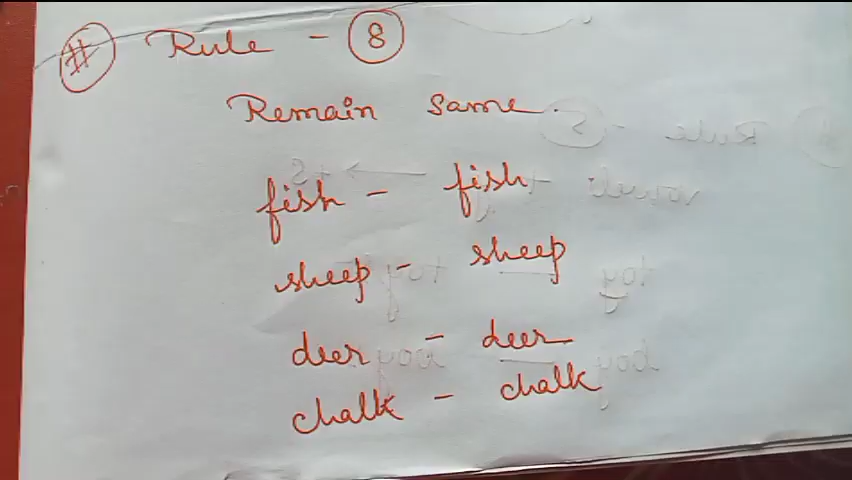 # Rule - 8
Remain same.
fish - fish
sheep - sheep
deer - deer
chalk - chalk